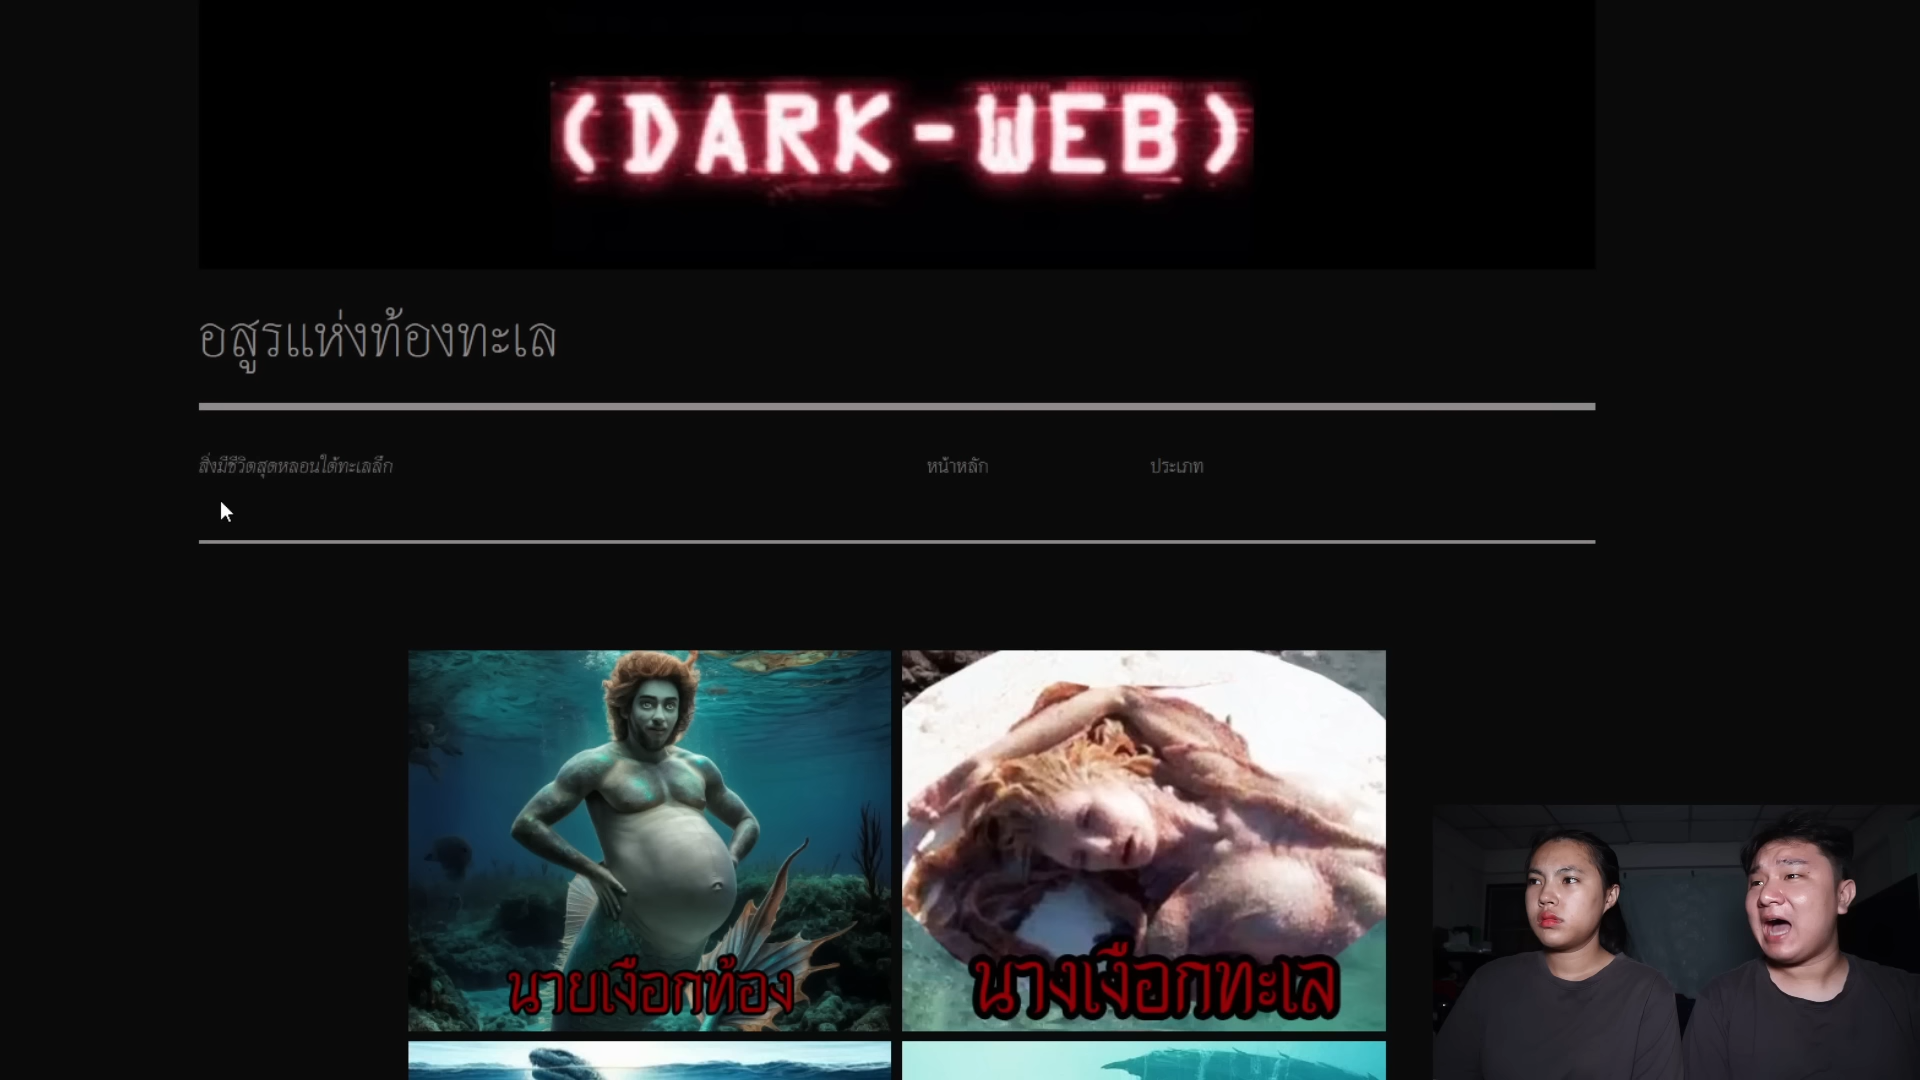 (DARK-WEB)
อสูรแห่งท้องทะเล
สิ่งมีชีวิตสุดหลอนใต้ทะเลลึก
หน้าหลัก
ประเภท
นายเงือกท้อง
นางเงือกทะเล